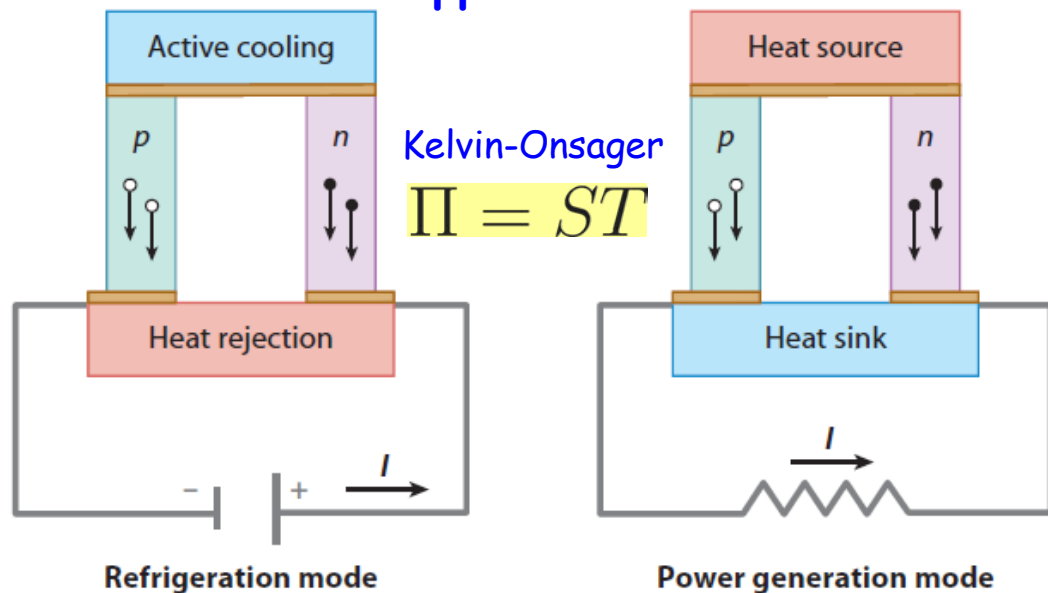 Active cooling
p
n
Heat rejection
−
+
I
Refrigeration mode
Kelvin-Onsager
Π = ST
Heat source
p
n
Heat sink
I
Power generation mode